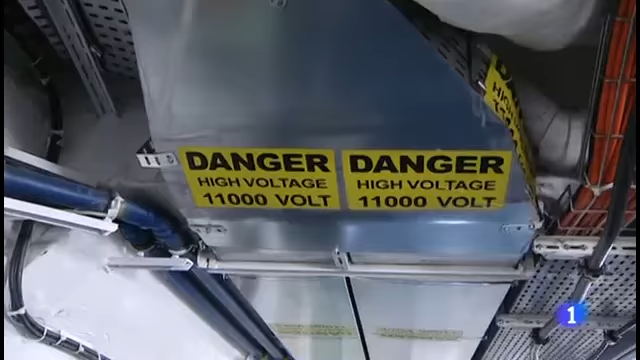 DANGER
HIGH VOLTAGE
11000 VOLT
DANGER
HIGH VOLTAGE
11000 VOLT
1